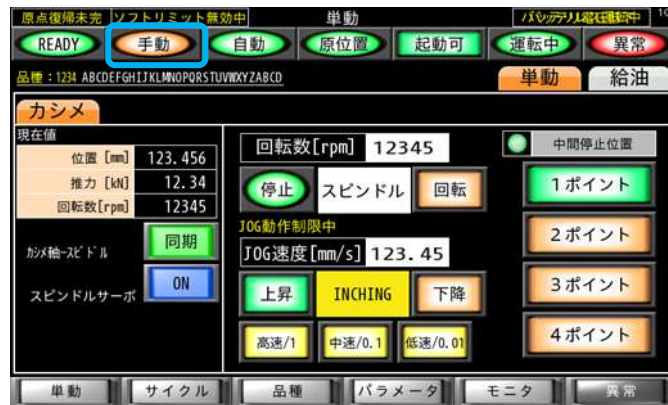 原点復帰未完 ソフトリミット無効中 単動
READY 手動 自動 原位置 起動可 運転中 異常
品種：1234 ABCDEFGHIJKLMNOPQRSTUVWXYZABCD 単動 給油
カシメ
現在値
位置 [mm] 123.456
推力 [kN] 12.34
回転数[rpm] 12345
カシメ軸-スピンドル 同期
スピンドルサーボ ON
回転数[rpm] 12345
停止 スピンドル 回転
JOG動作制限中
JOG速度[mm/s] 123.45
上昇 INCHING 下降
高速/1 中速/0.1 低速/0.01
中間停止位置
1ポイント
2ポイント
3ポイント
4ポイント
単動 サイクル 品種 パラメータ モニタ 異常